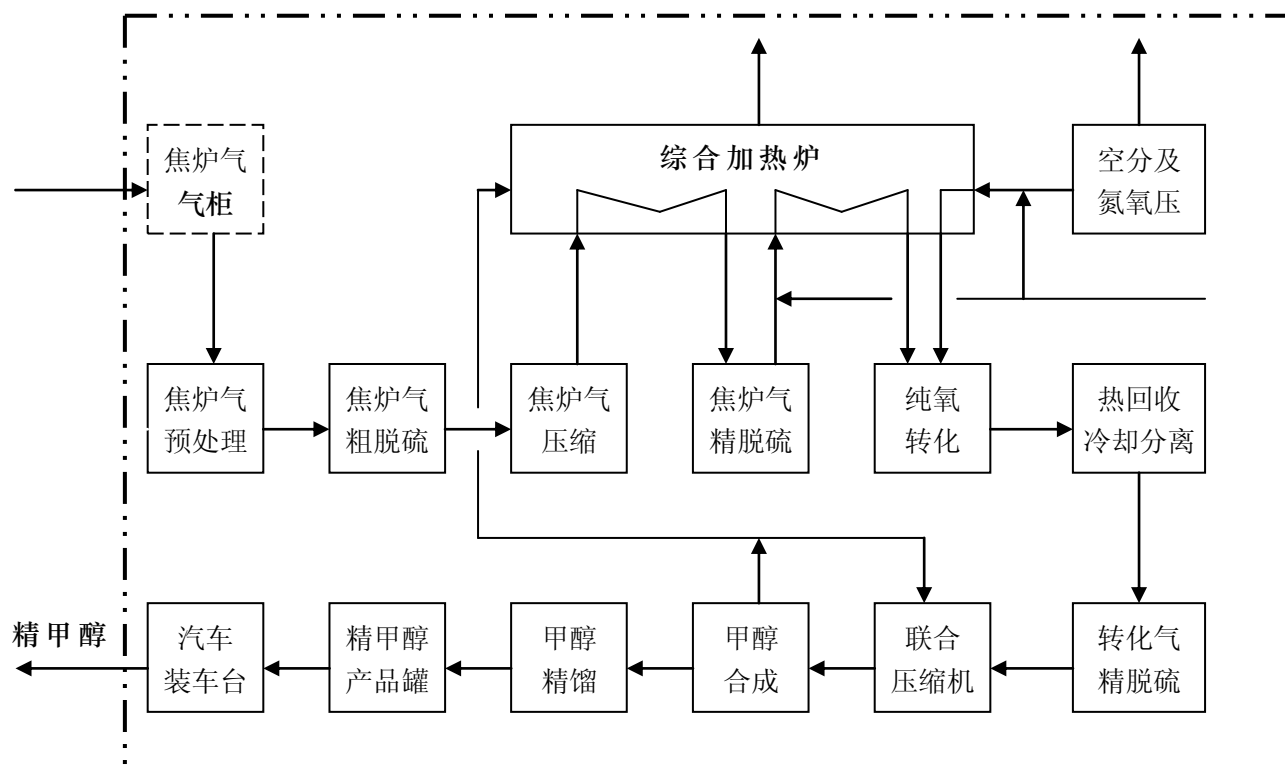 焦炉气
气柜
综合加热炉
空分及
氮氧压
焦炉气
预处理
焦炉气
粗脱硫
焦炉气
压缩
焦炉气
精脱硫
纯氧
转化
热回收
冷却分离
精甲醇
汽车
装车台
精甲醇
产品罐
甲醇
精馏
甲醇
合成
联合
压缩机
转化气
精脱硫